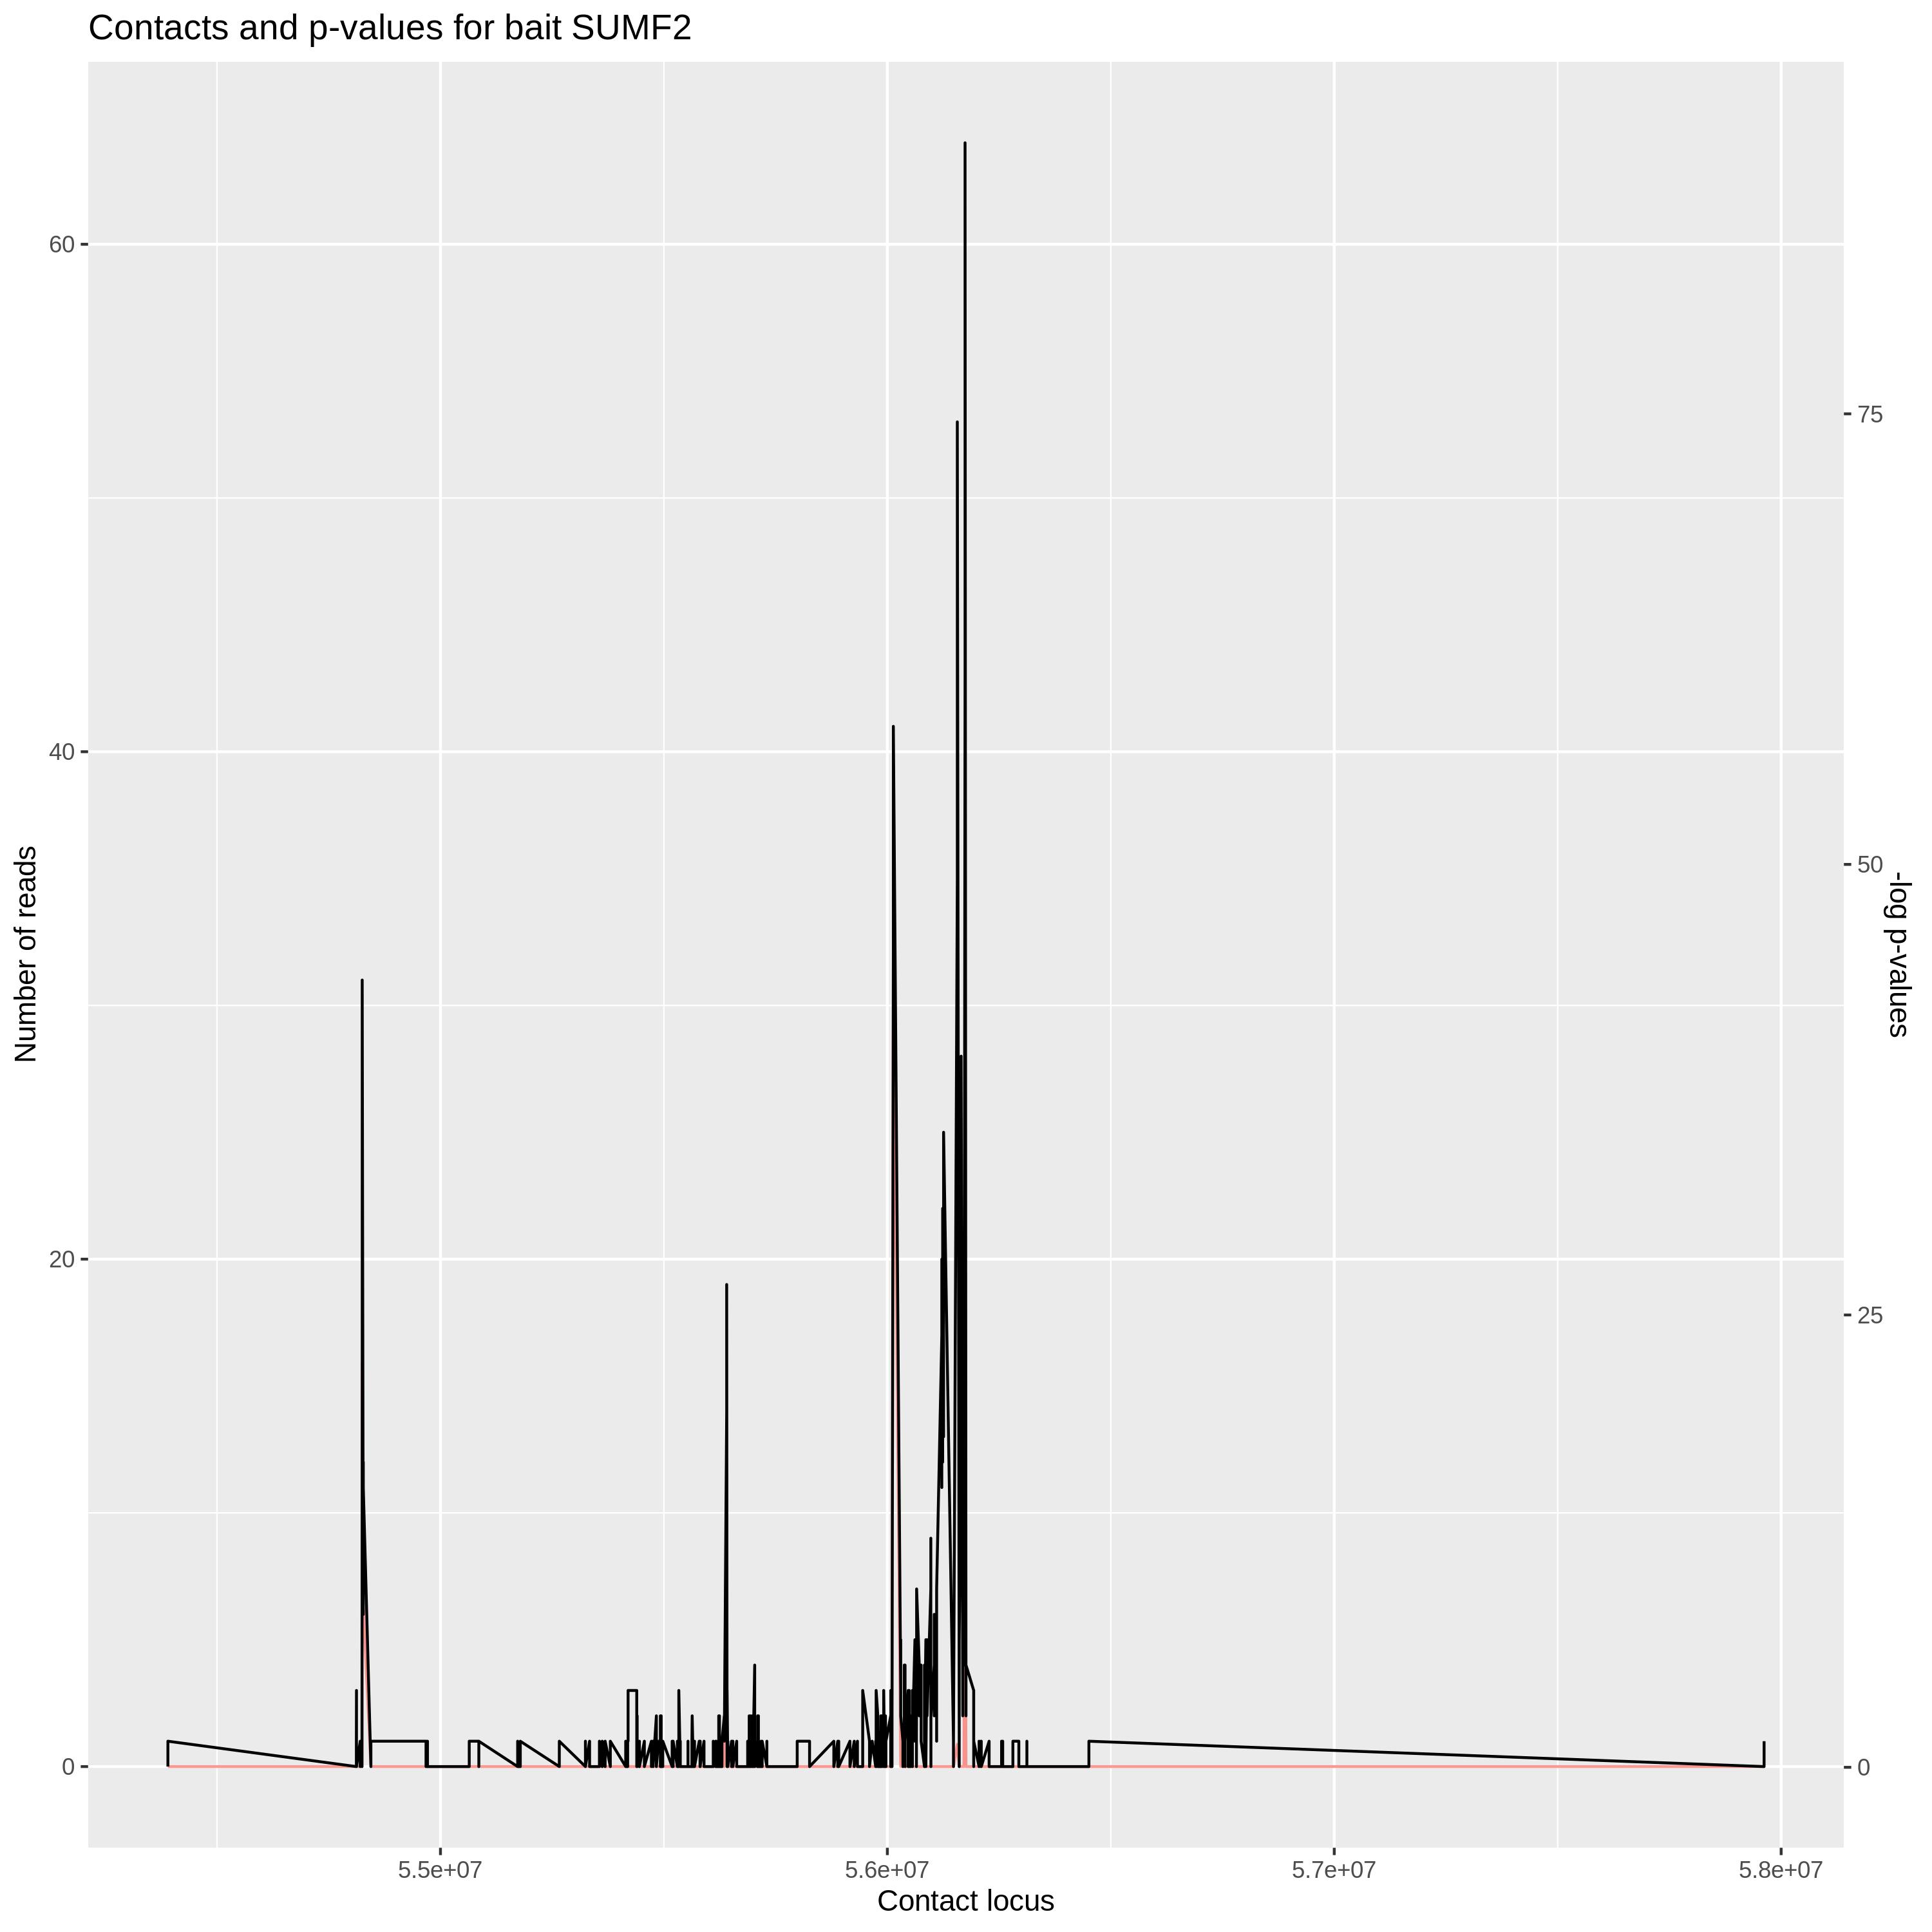 Contacts and p-values for bait SUMF2
60
40
20
0
Number of reads
75
50
25
0
-log p-values
5.5e+07
5.6e+07
5.7e+07
5.8e+07
Contact locus